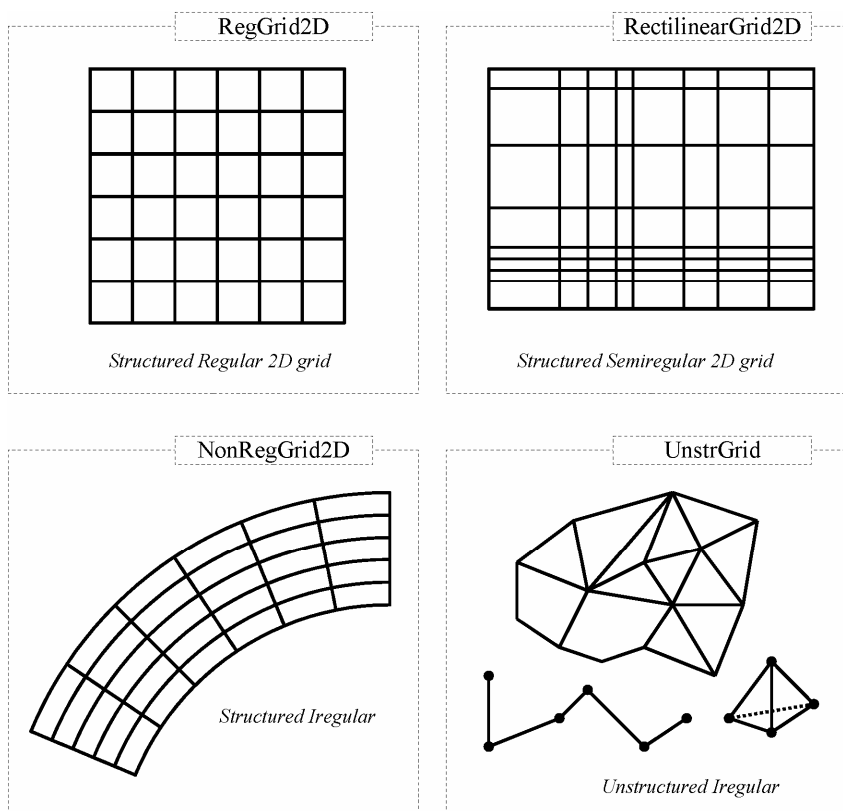 RegGrid2D
RectilinearGrid2D
Structured Regular 2D grid
Structured Semiregular 2D grid
NonRegGrid2D
UnstrGrid
Structured Iregular
Unstructured Iregular